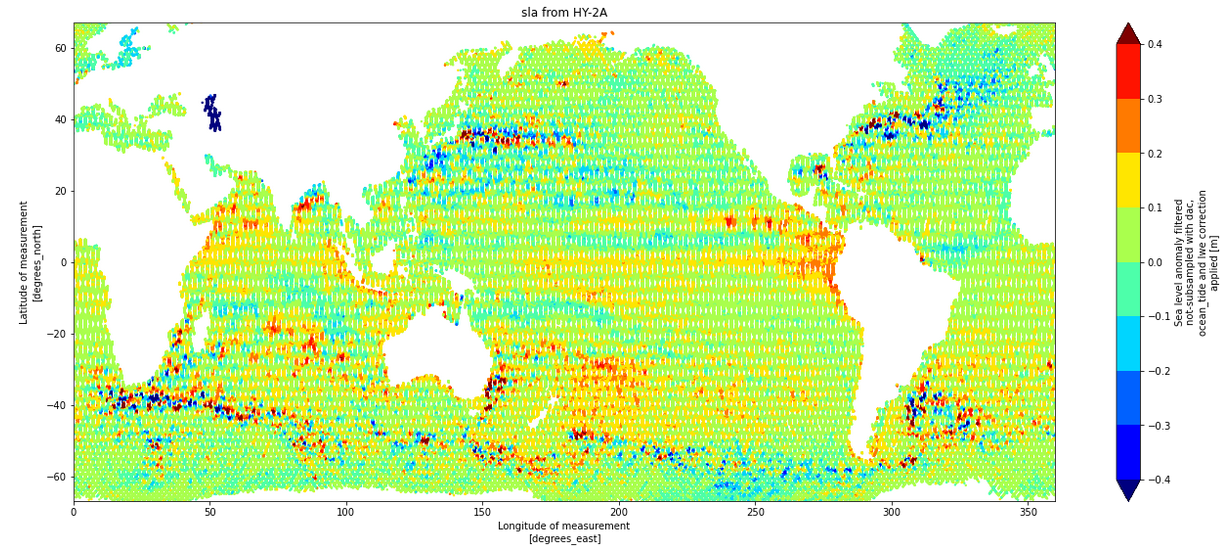 sla from HY-2A
60
40
20
0
−20
−40
−60
Latitude of measurement
[degrees_north]
0
50
100
150
200
250
300
350
Longitude of measurement
[degrees_east]
0.4
0.3
0.2
0.1
0.0
−0.1
−0.2
−0.3
−0.4
Sea level anomaly filtered
not-subsampled with dac,
ocean_tide and lwe correction
applied [m]